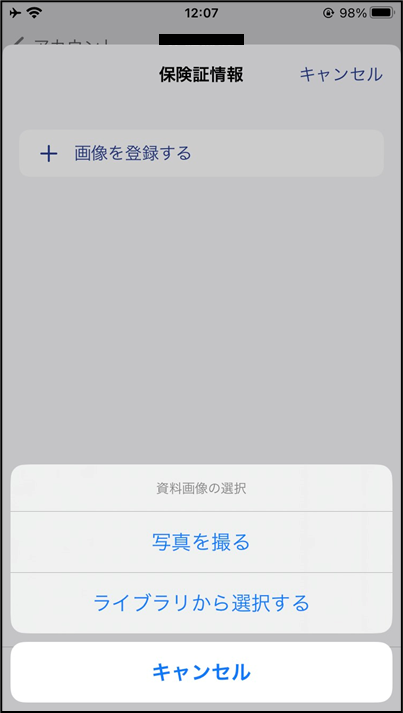 12:07
98%
保険証情報
キャンセル
＋ 画像を登録する
資料画像の選択
写真を撮る
ライブラリから選択する
キャンセル